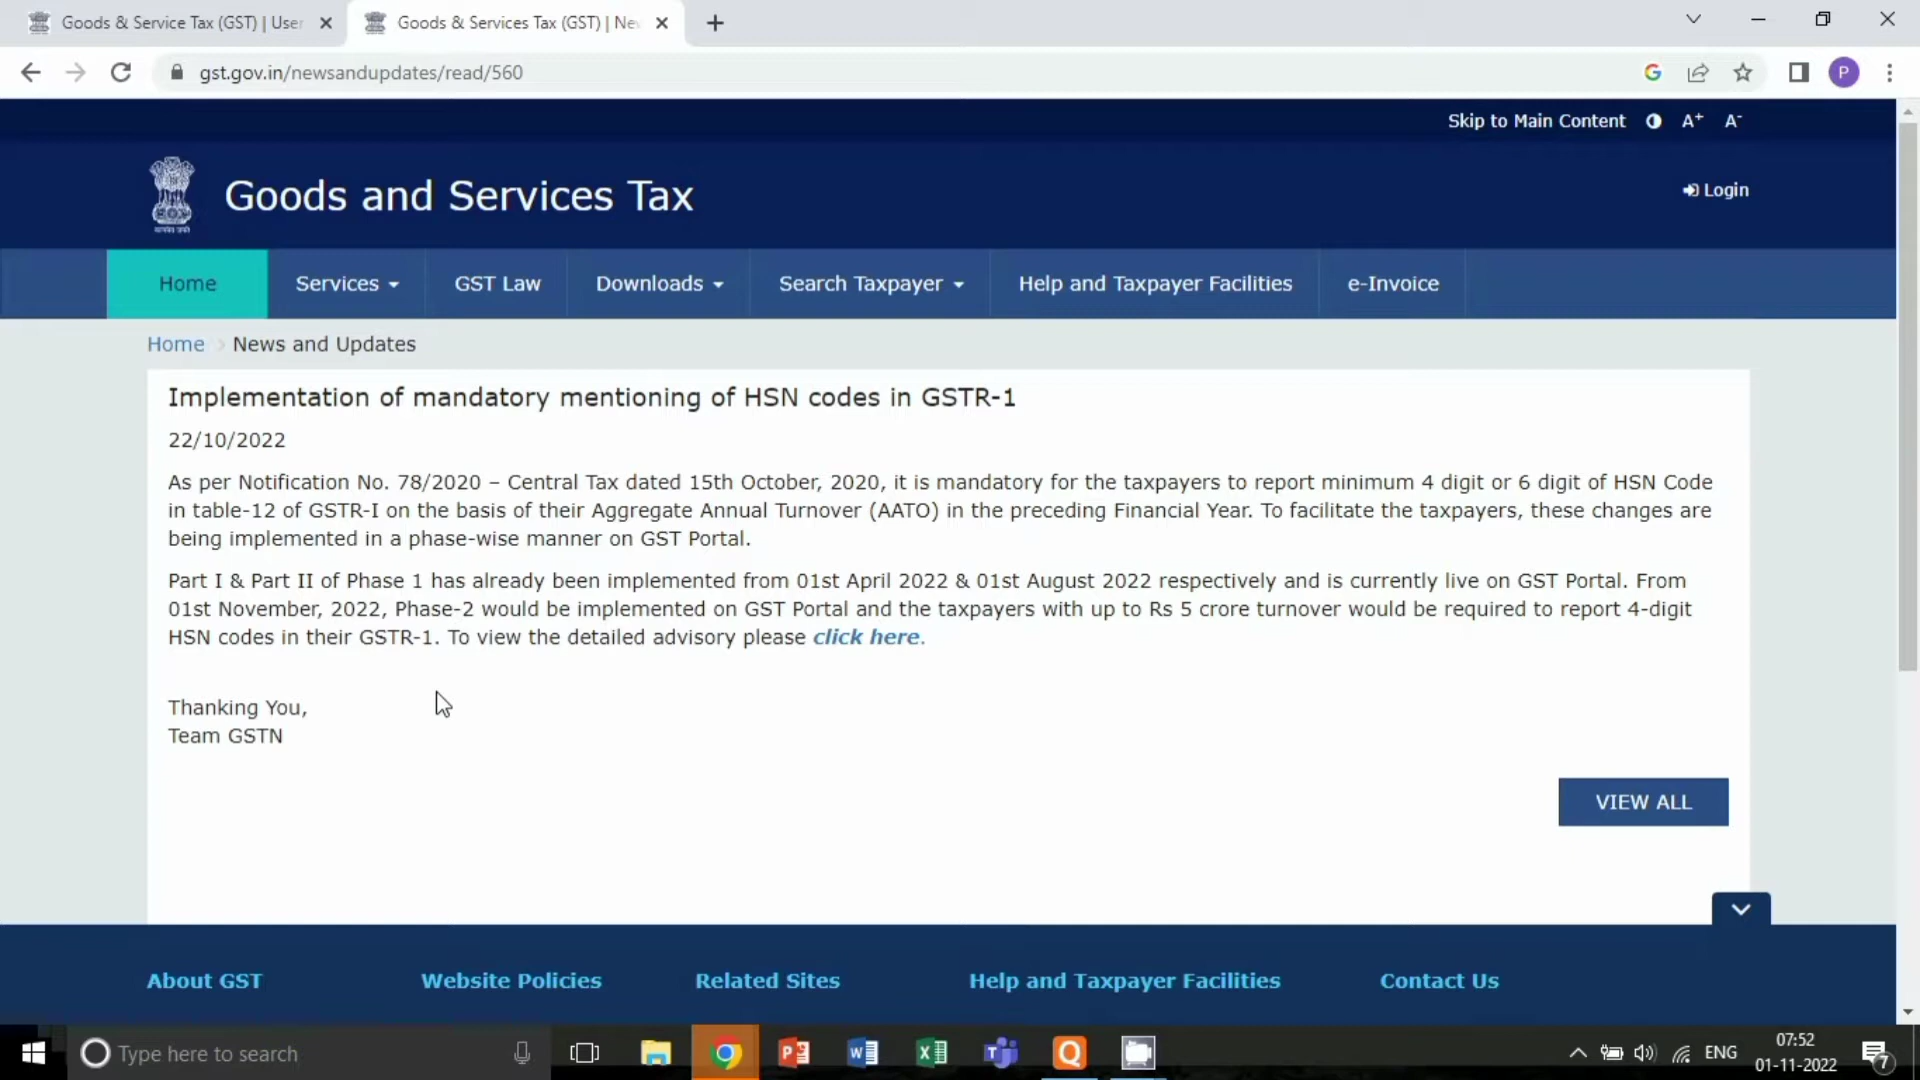 Goods & Service Tax (GST) | User
Goods & Services Tax (GST) | Ne
gst.gov.in/newsandupdates/read/560
P
Skip to Main Content A+ A-
Goods and Services Tax
Login
Home Services GST Law Downloads Search Taxpayer Help and Taxpayer Facilities e-Invoice
Home > News and Updates
Implementation of mandatory mentioning of HSN codes in GSTR-1
22/10/2022
As per Notification No. 78/2020 – Central Tax dated 15th October, 2020, it is mandatory for the taxpayers to report minimum 4 digit or 6 digit of HSN Code
in table-12 of GSTR-I on the basis of their Aggregate Annual Turnover (AATO) in the preceding Financial Year. To facilitate the taxpayers, these changes are
being implemented in a phase-wise manner on GST Portal.
Part I & Part II of Phase 1 has already been implemented from 01st April 2022 & 01st August 2022 respectively and is currently live on GST Portal. From
01st November, 2022, Phase-2 would be implemented on GST Portal and the taxpayers with up to Rs 5 crore turnover would be required to report 4-digit
HSN codes in their GSTR-1. To view the detailed advisory please click here.
Thanking You,
Team GSTN
VIEW ALL
About GST Website Policies Related Sites Help and Taxpayer Facilities Contact Us
Type here to search
ENG
07:52
01-11-2022
7